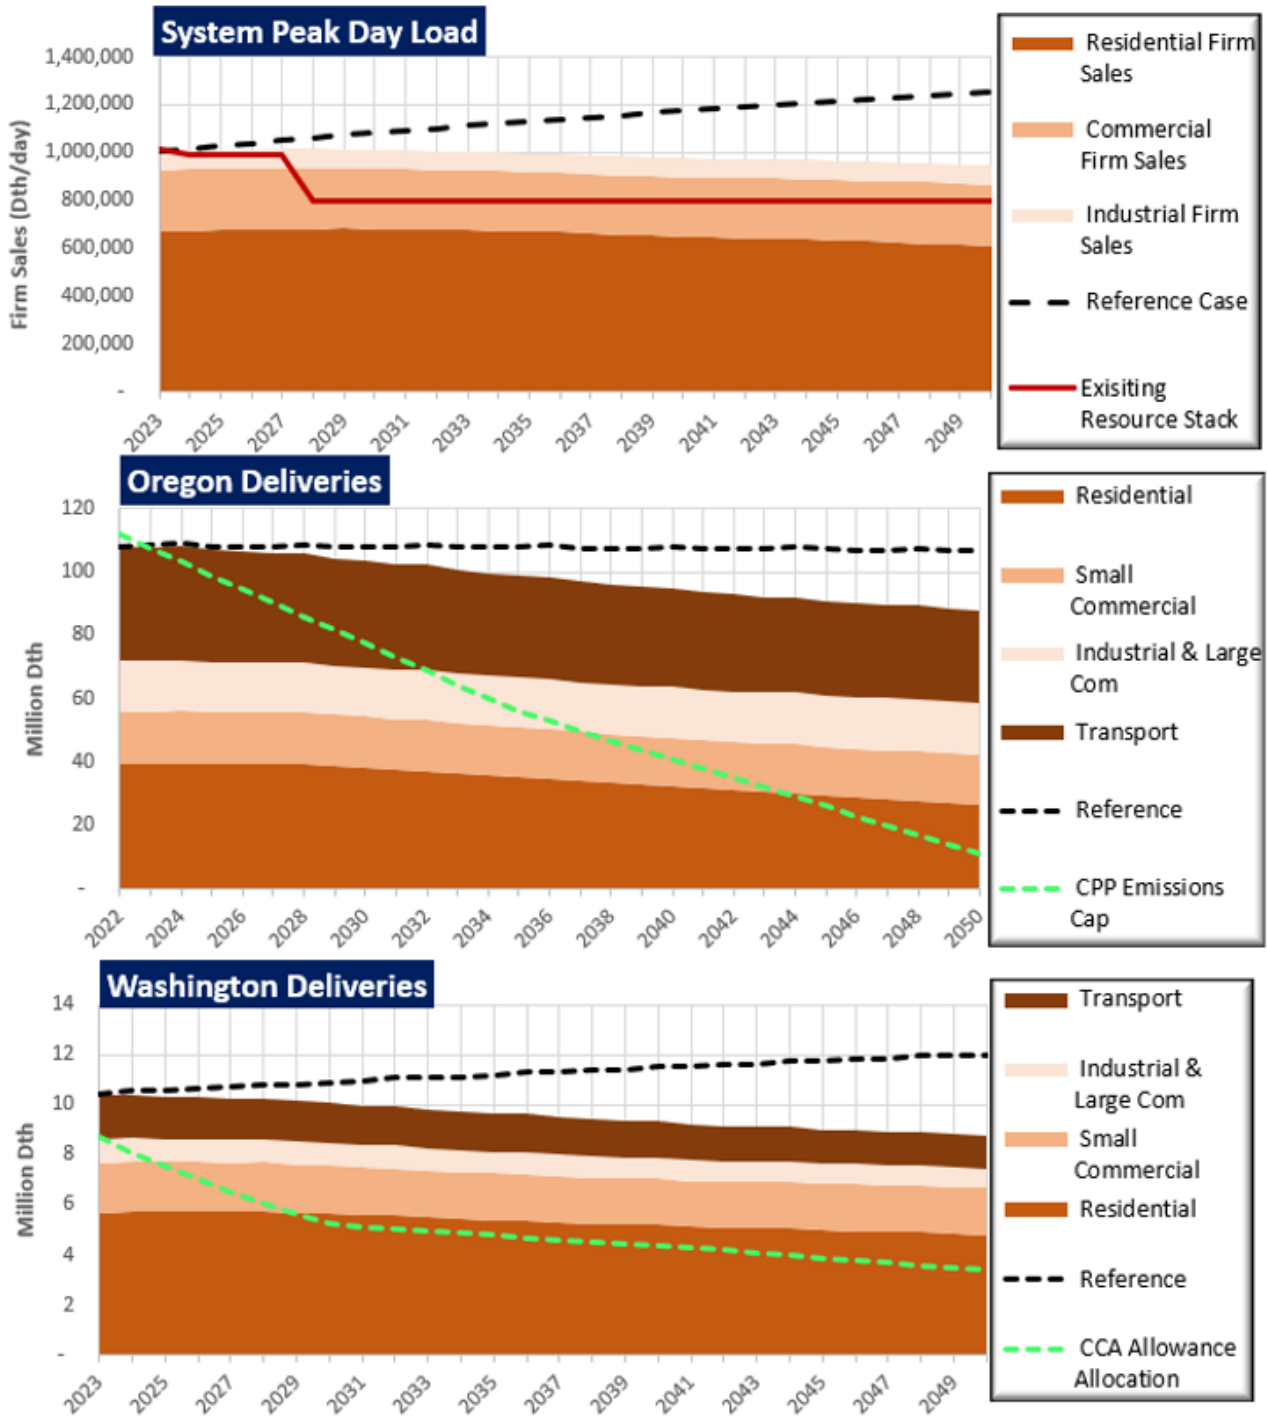 System Peak Day Load
Firm Sales (Dth/day)
1,400,000
1,200,000
1,000,000
800,000
600,000
400,000
200,000
-
2023
2025
2027
2029
2031
2033
2035
2037
2039
2041
2043
2045
2047
2049
Residential Firm
Sales
Commercial
Firm Sales
Industrial Firm
Sales
Reference Case
Exisiting
Resource Stack
Oregon Deliveries
Million Dth
120
100
80
60
40
20
-
2022
2024
2026
2028
2030
2032
2034
2036
2038
2040
2042
2044
2046
2048
2050
Residential
Small
Commercial
Industrial & Large
Com
Transport
Reference
CPP Emissions
Cap
Washington Deliveries
Million Dth
14
12
10
8
6
4
2
-
2023
2025
2027
2029
2031
2033
2035
2037
2039
2041
2043
2045
2047
2049
Transport
Industrial &
Large Com
Small
Commercial
Residential
Reference
CCA Allowance
Allocation